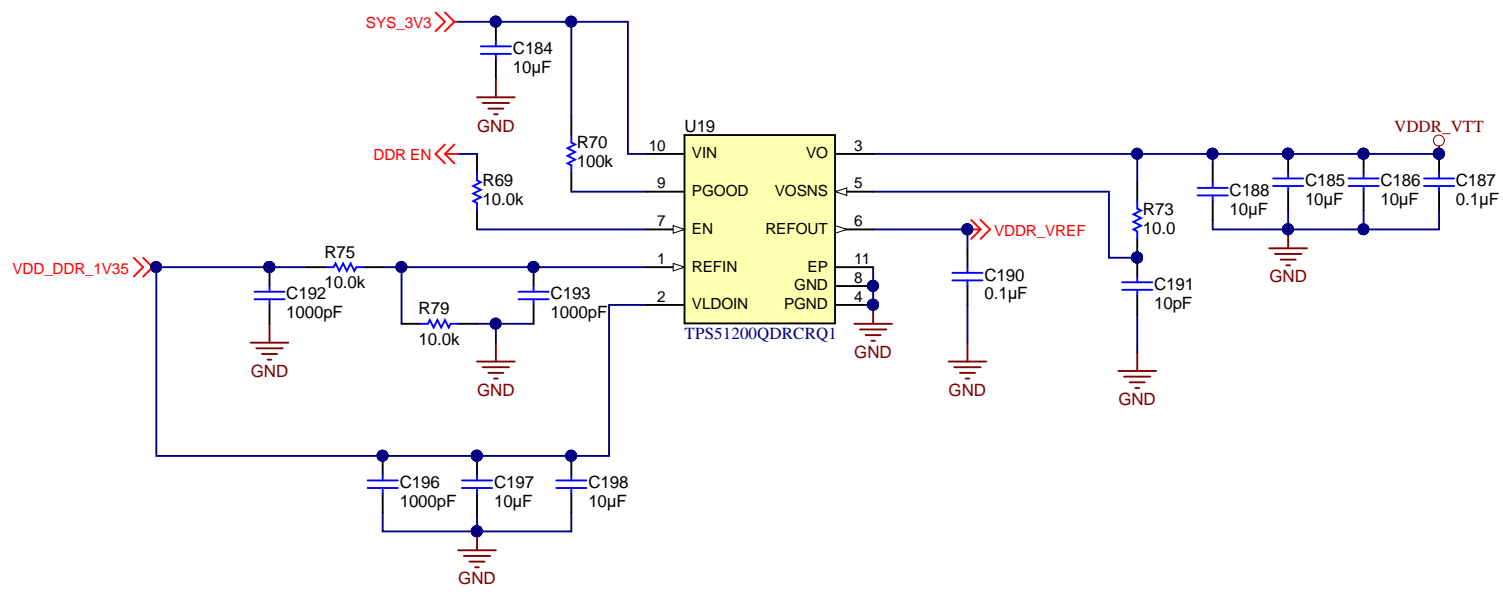 SYS_3V3
C184
10µF
GND
DDR EN
R69
10.0k
R70
100k
U19
10 VIN
9 PGOOD
7 EN
1 REFIN
2 VLDOIN
VO 3
VOSNS 5
REFOUT 6
EP 11
GND 8
PGND 4
TPS51200QDRCRQ1
GND
VDD_DDR_1V35
C192
1000pF
GND
R75
10.0k
R79
10.0k
C193
1000pF
GND
C196
1000pF
C197
10µF
C198
10µF
GND
VDDR_VREF
C190
0.1µF
GND
R73
10.0
C191
10pF
GND
VDDR_VTT
C188
10µF
C185
10µF
C186
10µF
C187
0.1µF
GND